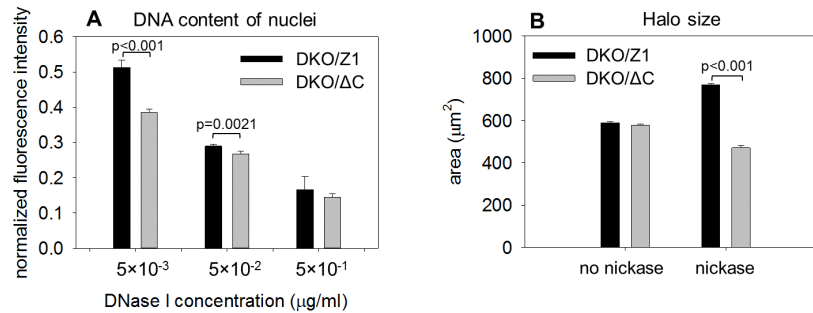 A DNA content of nuclei
normalized fluorescence intensity
0.6
0.5
0.4
0.3
0.2
0.1
0.0
p<0.001
p=0.0021
DKO/Z1
DKO/ΔC
5×10⁻³ 5×10⁻² 5×10⁻¹
DNase I concentration (μg/ml)
B Halo size
area (μm²)
1000
800
600
400
200
0
DKO/Z1
DKO/ΔC
p<0.001
no nickase nickase